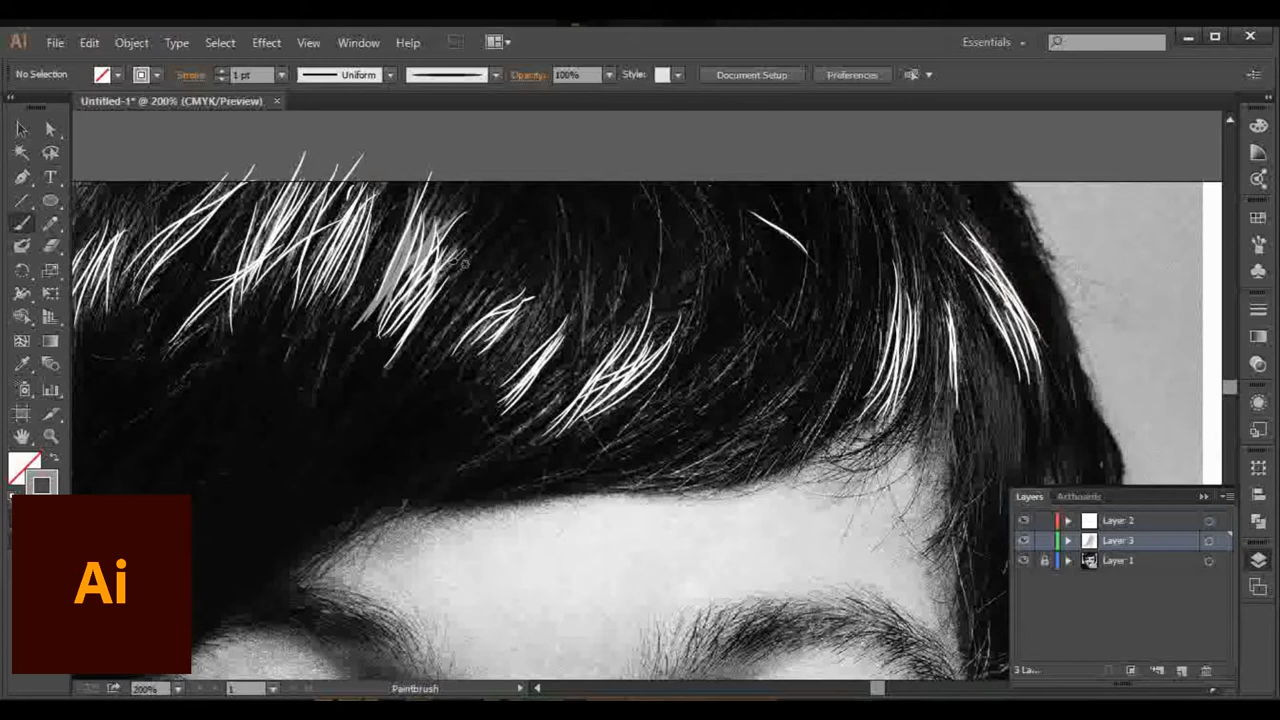 Ai File Edit Object Type Select Effect View Window Help Essentials
No Selection Stroke: 1 pt Uniform Opacity: 100% Style: Document Setup Preferences
Untitled-1* @ 200% (CMYK/Preview) ×
Layers Artboards
Layer 2
Layer 3
Layer 1
3 La...
Ai
200% 1 Paintbrush